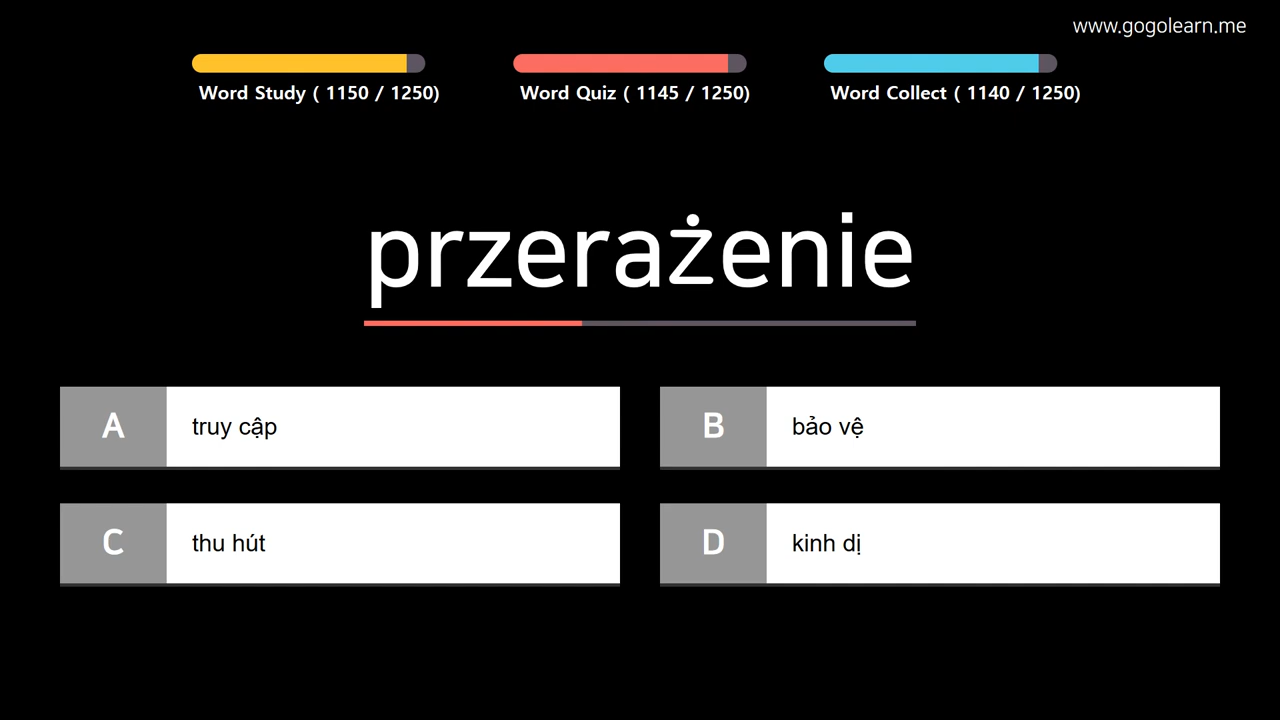 www.gogolearn.me
Word Study ( 1150 / 1250)
Word Quiz ( 1145 / 1250)
Word Collect ( 1140 / 1250)
przerażenie
A
truy cập
B
bảo vệ
C
thu hút
D
kinh dị